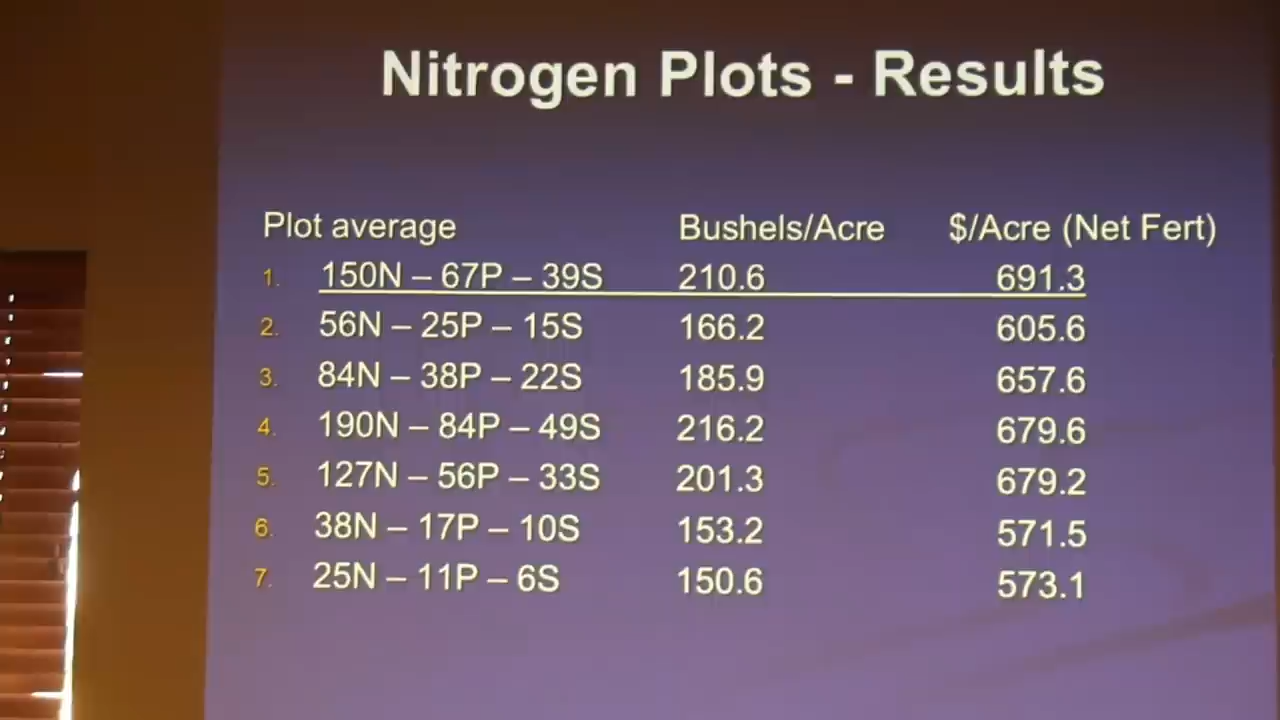 Nitrogen Plots - Results
Plot average Bushels/Acre $/Acre (Net Fert)
1. 150N – 67P – 39S 210.6 691.3
2. 56N – 25P – 15S 166.2 605.6
3. 84N – 38P – 22S 185.9 657.6
4. 190N – 84P – 49S 216.2 679.6
5. 127N – 56P – 33S 201.3 679.2
6. 38N – 17P – 10S 153.2 571.5
7. 25N – 11P – 6S 150.6 573.1